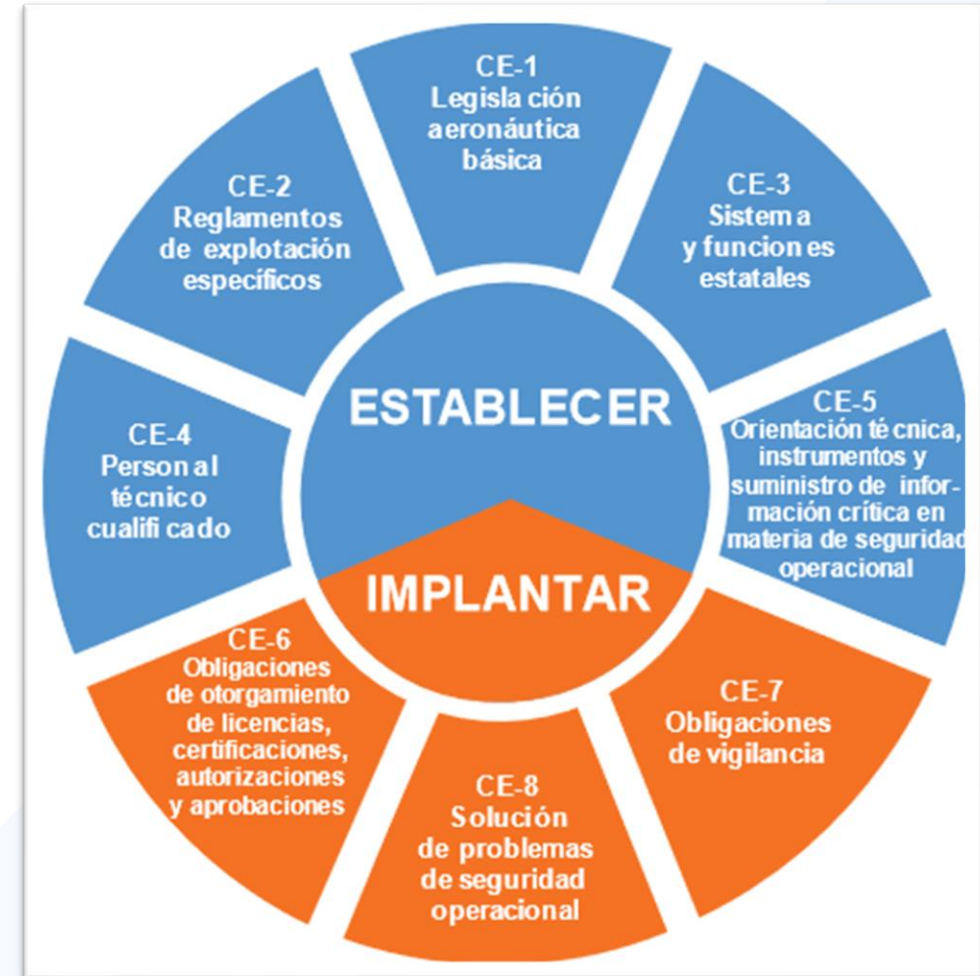 CE-1
Legislación
aeronáutica
básica
CE-2
Reglamentos
de explotación
específicos
CE-3
Sistema
y funciones
estatales
ESTABLECER
CE-4
Personal
técnico
cualificado
CE-5
Orientación técnica,
instrumentos y
suministro de infor-
mación crítica en
materia de seguridad
operacional
IMPLANTAR
CE-6
Obligaciones
de otorgamiento
de licencias,
certificaciones,
autorizaciones
y aprobaciones
CE-7
Obligaciones
de vigilancia
CE-8
Solución
de problemas
de seguridad
operacional